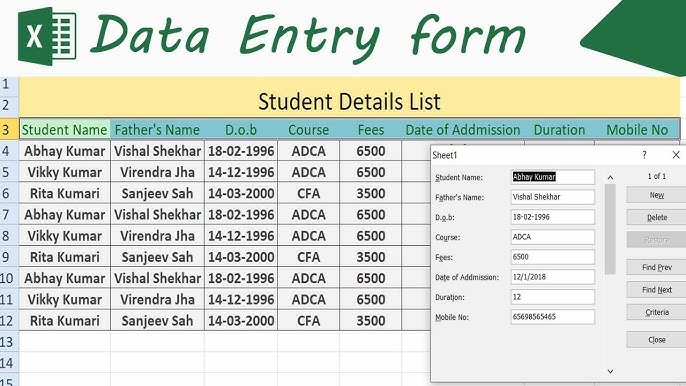 X Data Entry form
1
2 Student Details List
3 Student Name Father's Name D.o.b Course Fees Date of Addmission Duration Mobile No
4 Abhay Kumar Vishal Shekhar 18-02-1996 ADCA 6500
5 Vikky Kumar Virendra Jha 14-12-1996 ADCA 6500
6 Rita Kumari Sanjeev Sah 14-03-2000 CFA 3500
7 Abhay Kumar Vishal Shekhar 18-02-1996 ADCA 6500
8 Vikky Kumar Virendra Jha 14-12-1996 ADCA 6500
9 Rita Kumari Sanjeev Sah 14-03-2000 CFA 3500
10 Abhay Kumar Vishal Shekhar 18-02-1996 ADCA 6500
11 Vikky Kumar Virendra Jha 14-12-1996 ADCA 6500
12 Rita Kumari Sanjeev Sah 14-03-2000 CFA 3500
13
14
15
Sheet1 ? X
Student Name: Abhay Kumar 1 of 1
Father's Name: Vishal Shekhar New
D.o.b: 18-02-1996 Delete
Course: ADCA Restore
Fees: 6500 Find Prev
Date of Addmission: 12/1/2018 Find Next
Duration: 12 Criteria
Mobile No: 65698565465
Close